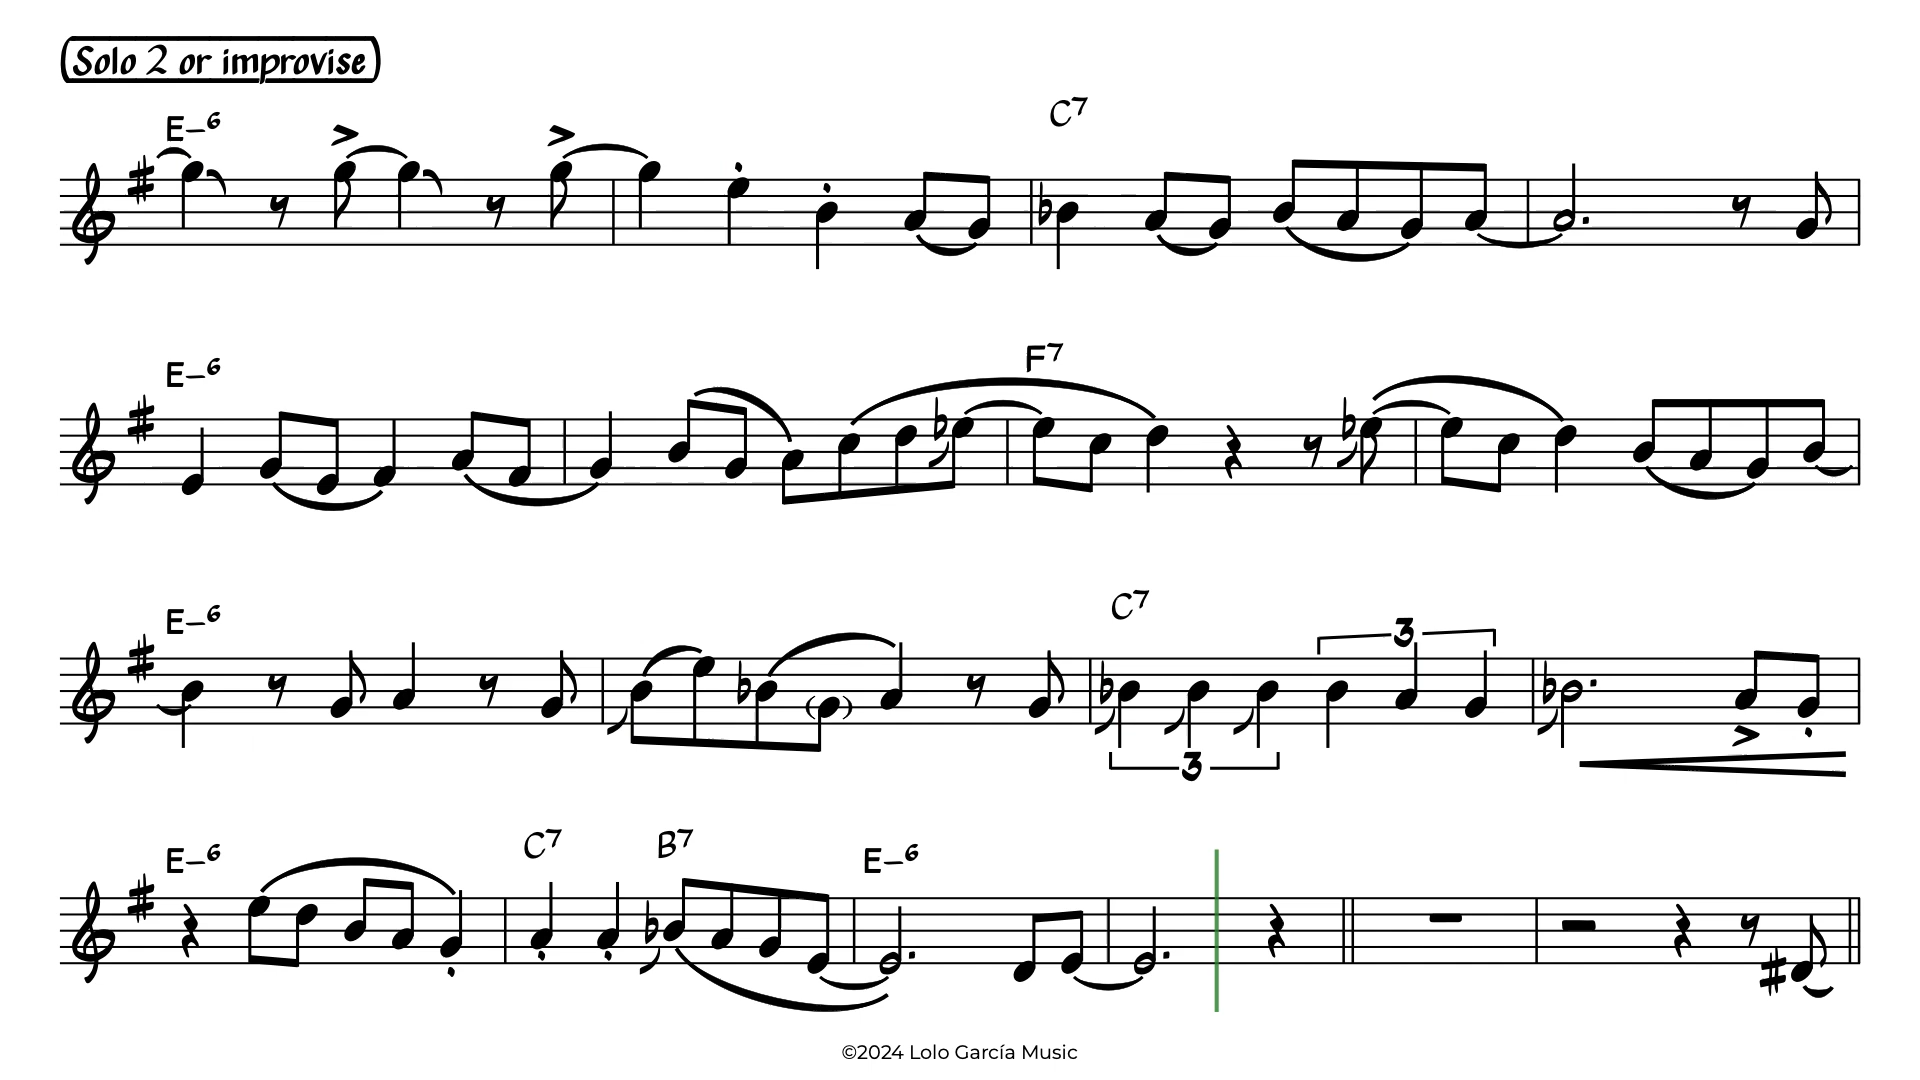 Solo 2 or improvise
E-6 C7
E-6 F7
E-6 C7
3
3
E-6 C7 B7 E-6
©2024 Lolo García Music